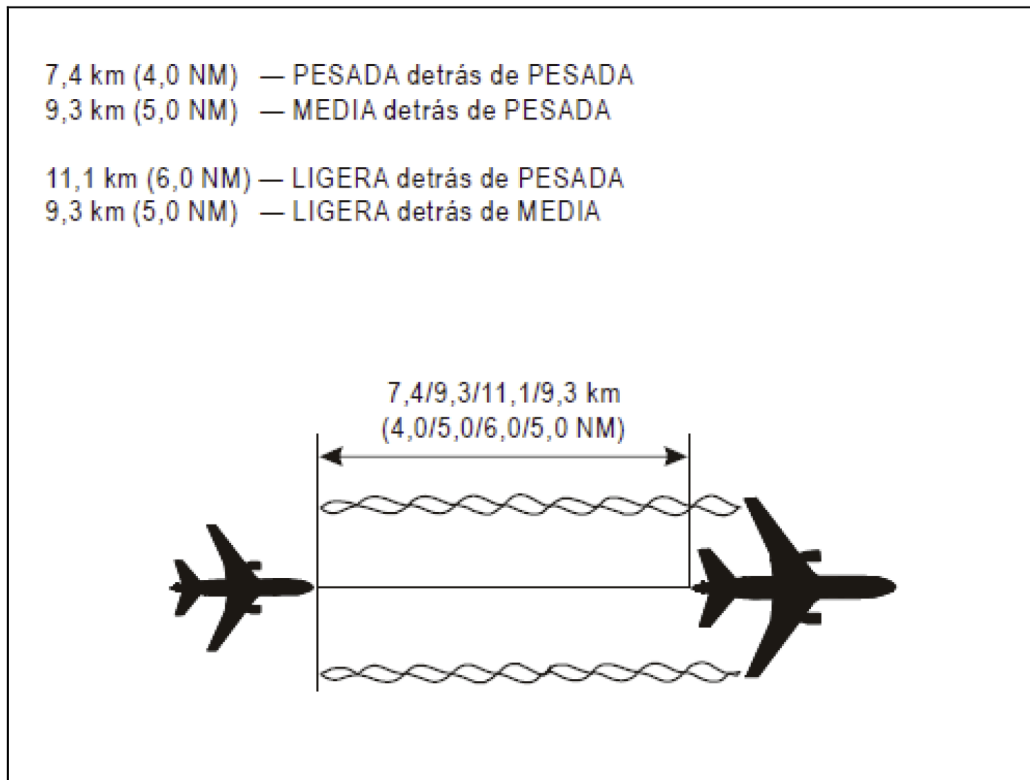 7,4 km (4,0 NM) — PESADA detrás de PESADA
9,3 km (5,0 NM) — MEDIA detrás de PESADA
11,1 km (6,0 NM) — LIGERA detrás de PESADA
9,3 km (5,0 NM) — LIGERA detrás de MEDIA
7,4/9,3/11,1/9,3 km
(4,0/5,0/6,0/5,0 NM)